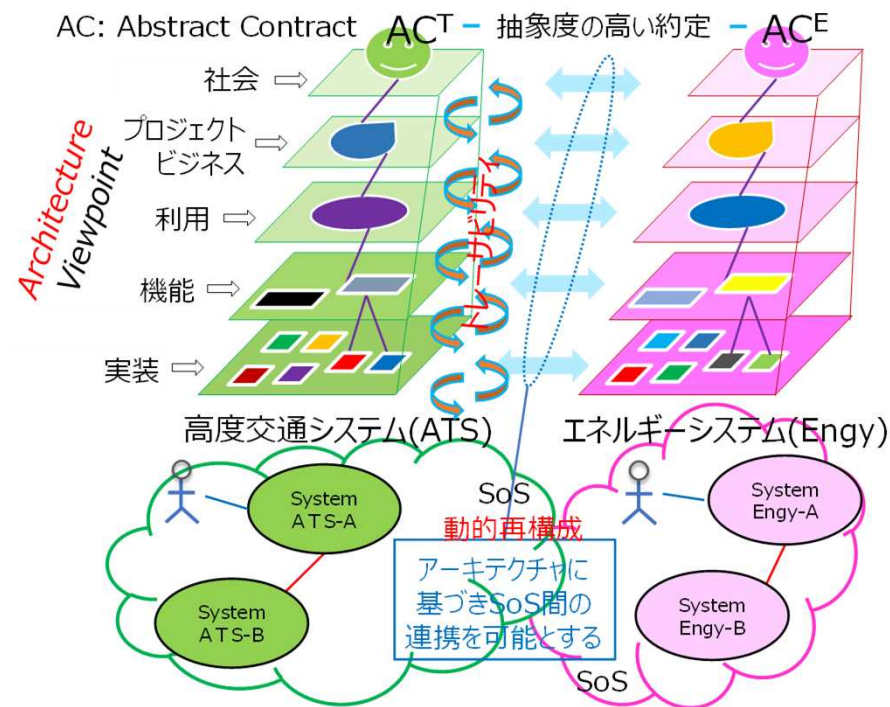 AC: Abstract Contract ACT － 抽象度の高い約定 － ACE
社会
プロジェクト
ビジネス
利用
機能
実装
Architecture
Viewpoint
トレーサビリティ
高度交通システム(ATS)
エネルギーシステム(Engy)
System
ATS-A
System
ATS-B
SoS
動的再構成
アーキテクチャに
基づきSoS間の
連携を可能とする
System
Engy-A
System
Engy-B
SoS